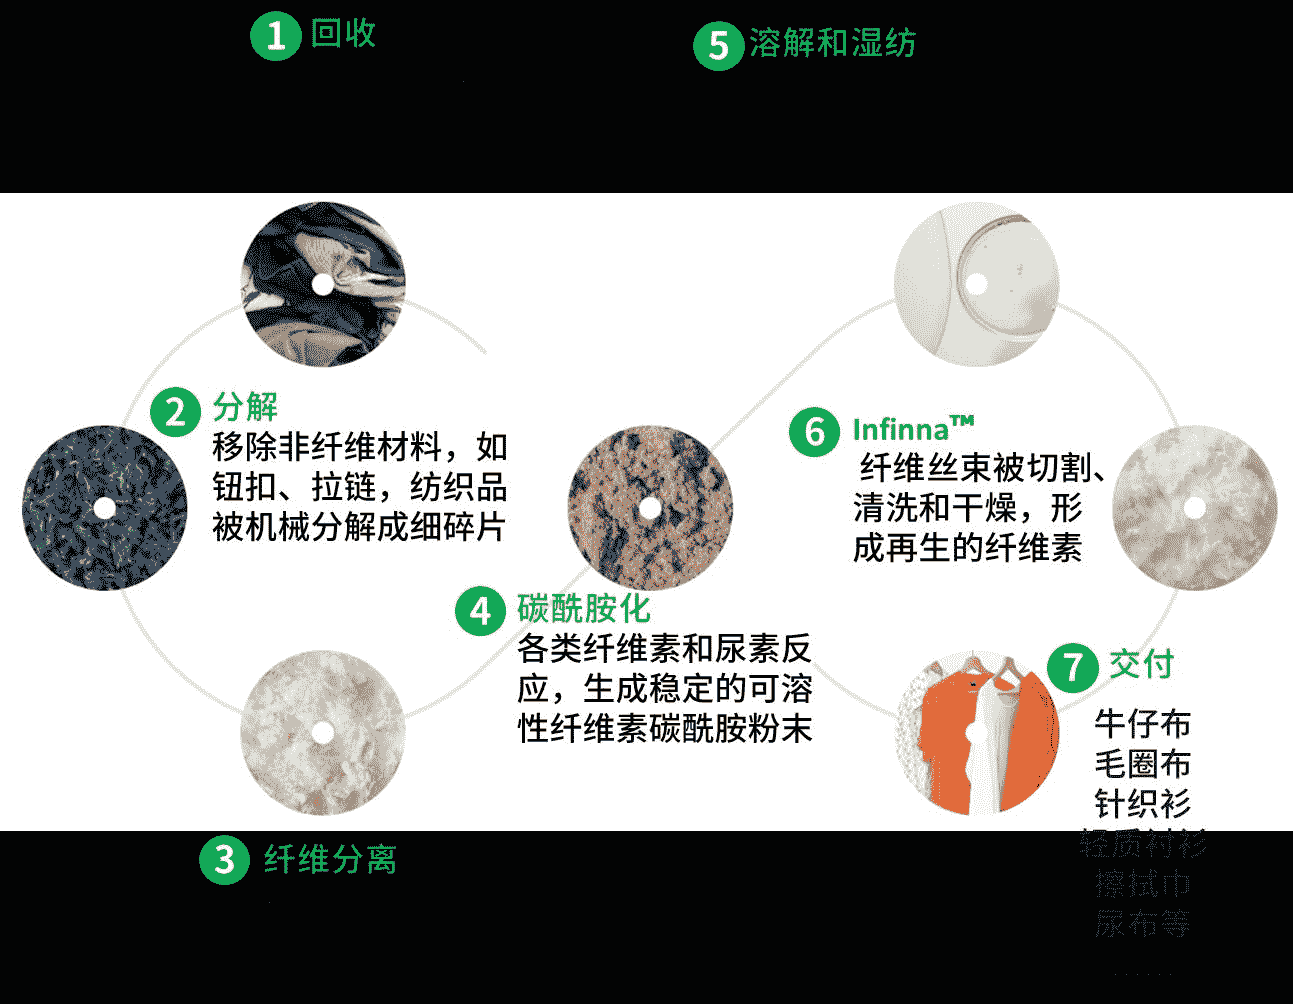 1 回收
5 溶解和湿纺
2 分解
移除非纤维材料，如
钮扣、拉链，纺织品
被机械分解成细碎片
6 Infinna™
纤维丝束被切割、
清洗和干燥，形
成再生的纤维素
4 碳酰胺化
各类纤维素和尿素反
应，生成稳定的可溶
性纤维素碳酰胺粉末
7 交付
牛仔布
毛圈布
针织衫
轻质衬衫
擦拭巾
尿布等
......
3 纤维分离